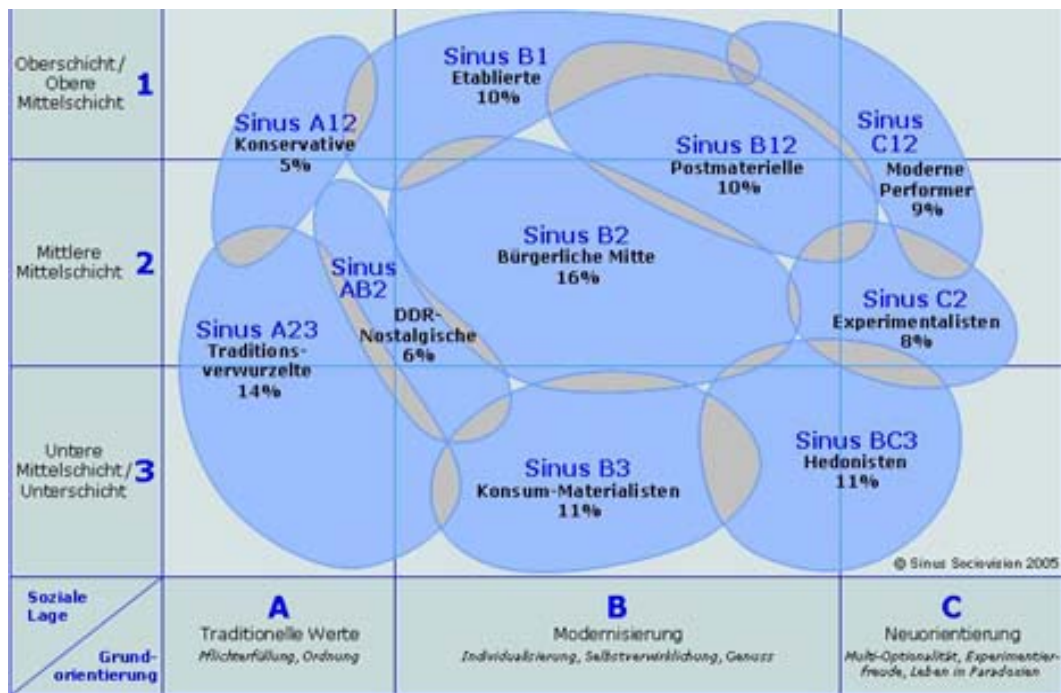 Oberschicht /
Obere
Mittelschicht
1
Mittlere
Mittelschicht
2
Untere
Mittelschicht /
Unterschicht
3
Sinus A12
Konservative
5%
Sinus B1
Etablierte
10%
Sinus B12
Postmaterielle
10%
Sinus
C12
Moderne
Performer
9%
Sinus A23
Traditions-
verwurzelte
14%
Sinus
AB2
DDR-
Nostalgische
6%
Sinus B2
Bürgerliche Mitte
16%
Sinus C2
Experimentalisten
8%
Sinus B3
Konsum-Materialisten
11%
Sinus BC3
Hedonisten
11%
© Sinus Sociovision 2005
Soziale
Lage
Grund-
orientierung
A
Traditionelle Werte
Pflichterfüllung, Ordnung
B
Modernisierung
Individualisierung, Selbstverwirklichung, Genuss
C
Neuorientierung
Multi-Optionalität, Experimentier-
freude, Leben in Paradoxien